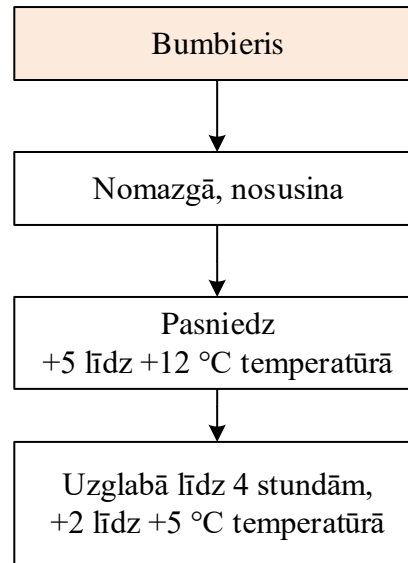 Bumbieris
Nomazgā, nosusina
Pasniedz
+5 līdz +12 °C temperatūrā
Uzglabā līdz 4 stundām,
+2 līdz +5 °C temperatūrā